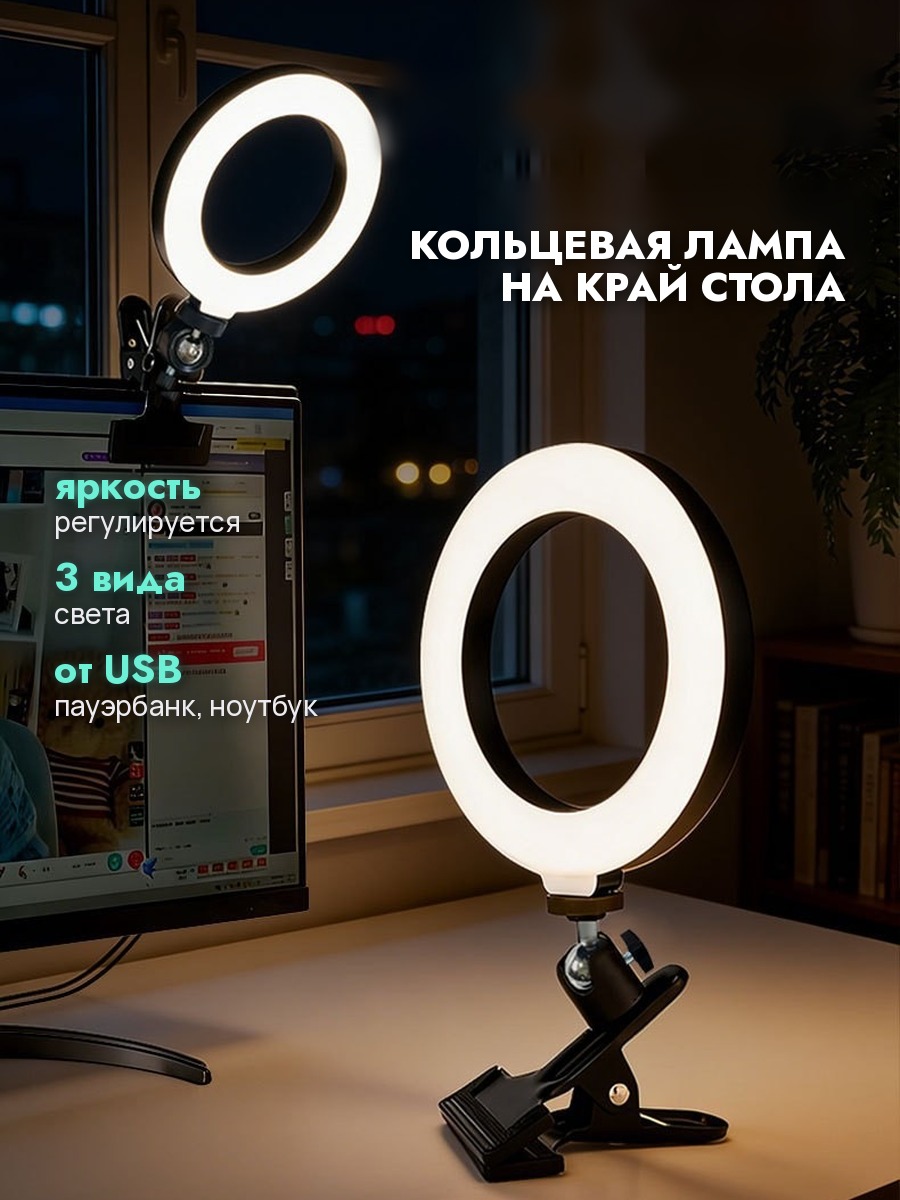 КОЛЬЦЕВАЯ ЛАМПА
НА КРАЙ СТОЛА
яркость
регулируется
3 вида
света
от USB
пауэрбанк, ноутбук